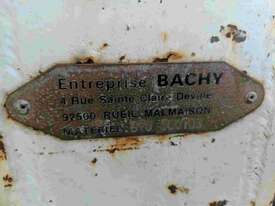 Entreprise BACHY
4 Rue Sainte Claire Deville
92500 RUEIL MALMAISON
MATERIEL